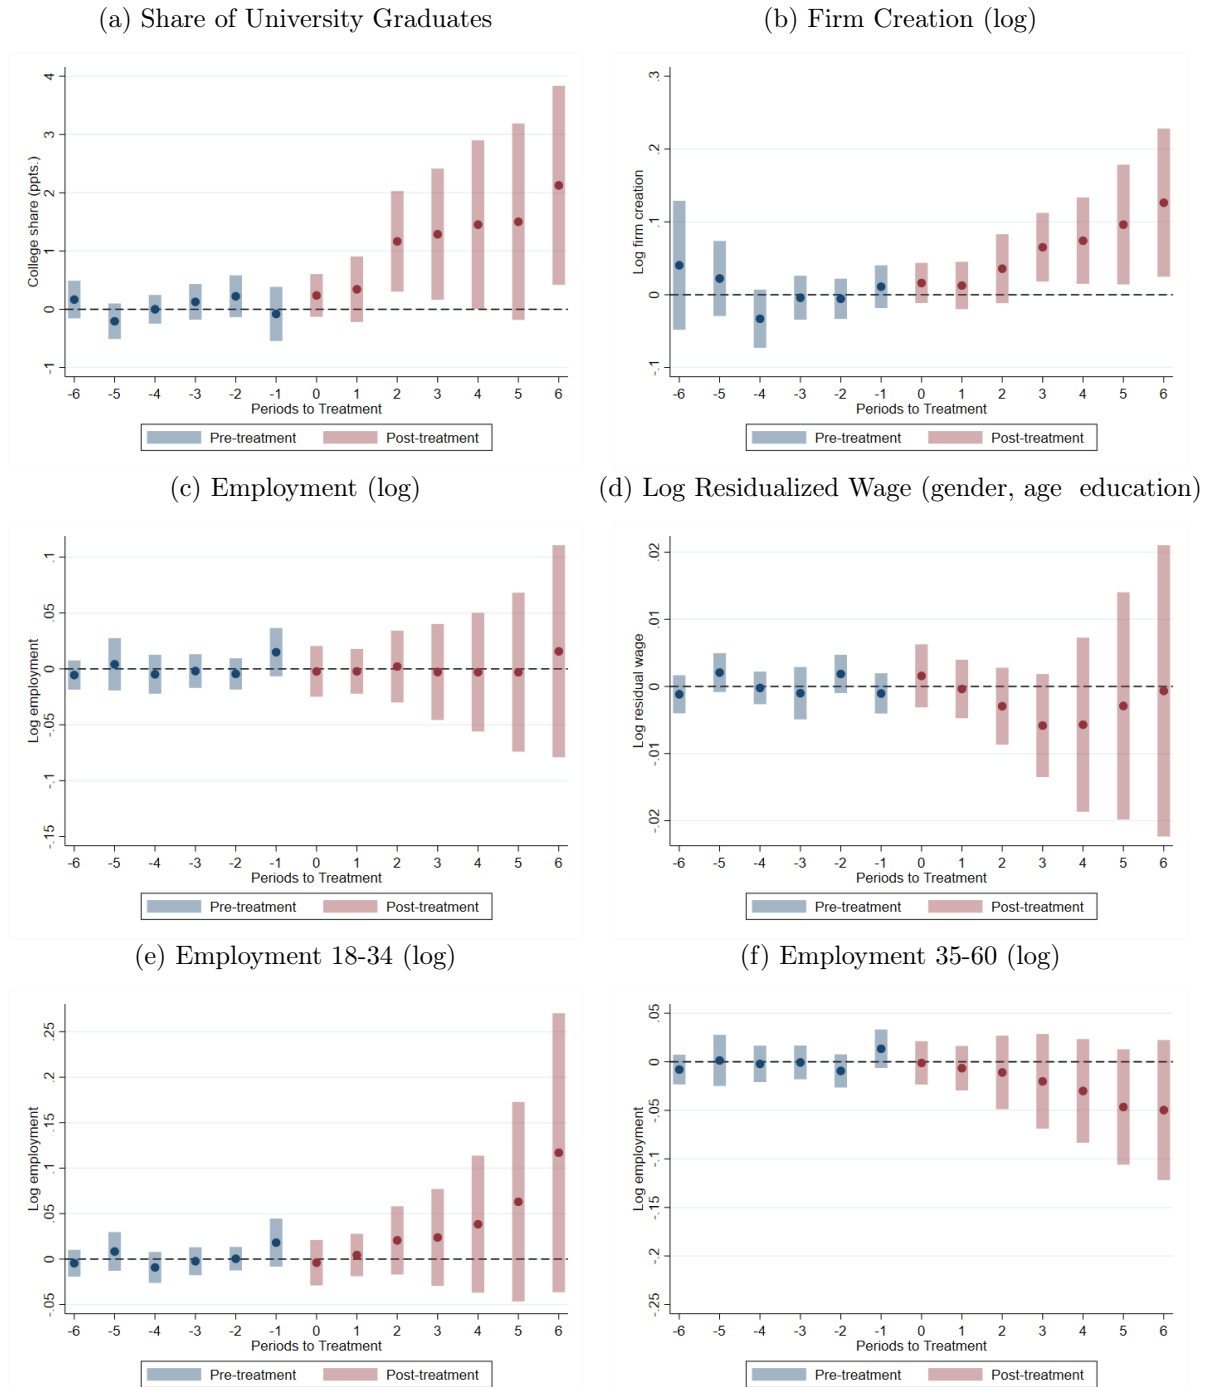 (a) Share of University Graduates
College share (ppts.)
4
3
2
1
0
-1
-6 -5 -4 -3 -2 -1 0 1 2 3 4 5 6
Periods to Treatment
Pre-treatment Post-treatment
(b) Firm Creation (log)
Log firm creation
.3
.2
.1
0
-.1
-6 -5 -4 -3 -2 -1 0 1 2 3 4 5 6
Periods to Treatment
Pre-treatment Post-treatment
(c) Employment (log)
Log employment
.1
.05
0
-.05
-.1
-.15
-6 -5 -4 -3 -2 -1 0 1 2 3 4 5 6
Periods to Treatment
Pre-treatment Post-treatment
(d) Log Residualized Wage (gender, age education)
Log residual wage
.02
.01
0
-.01
-.02
-6 -5 -4 -3 -2 -1 0 1 2 3 4 5 6
Periods to Treatment
Pre-treatment Post-treatment
(e) Employment 18-34 (log)
Log employment
.25
.2
.15
.1
.05
0
-.05
-6 -5 -4 -3 -2 -1 0 1 2 3 4 5 6
Periods to Treatment
Pre-treatment Post-treatment
(f) Employment 35-60 (log)
Log employment
.05
0
-.05
-.1
-.15
-.2
-.25
-6 -5 -4 -3 -2 -1 0 1 2 3 4 5 6
Periods to Treatment
Pre-treatment Post-treatment